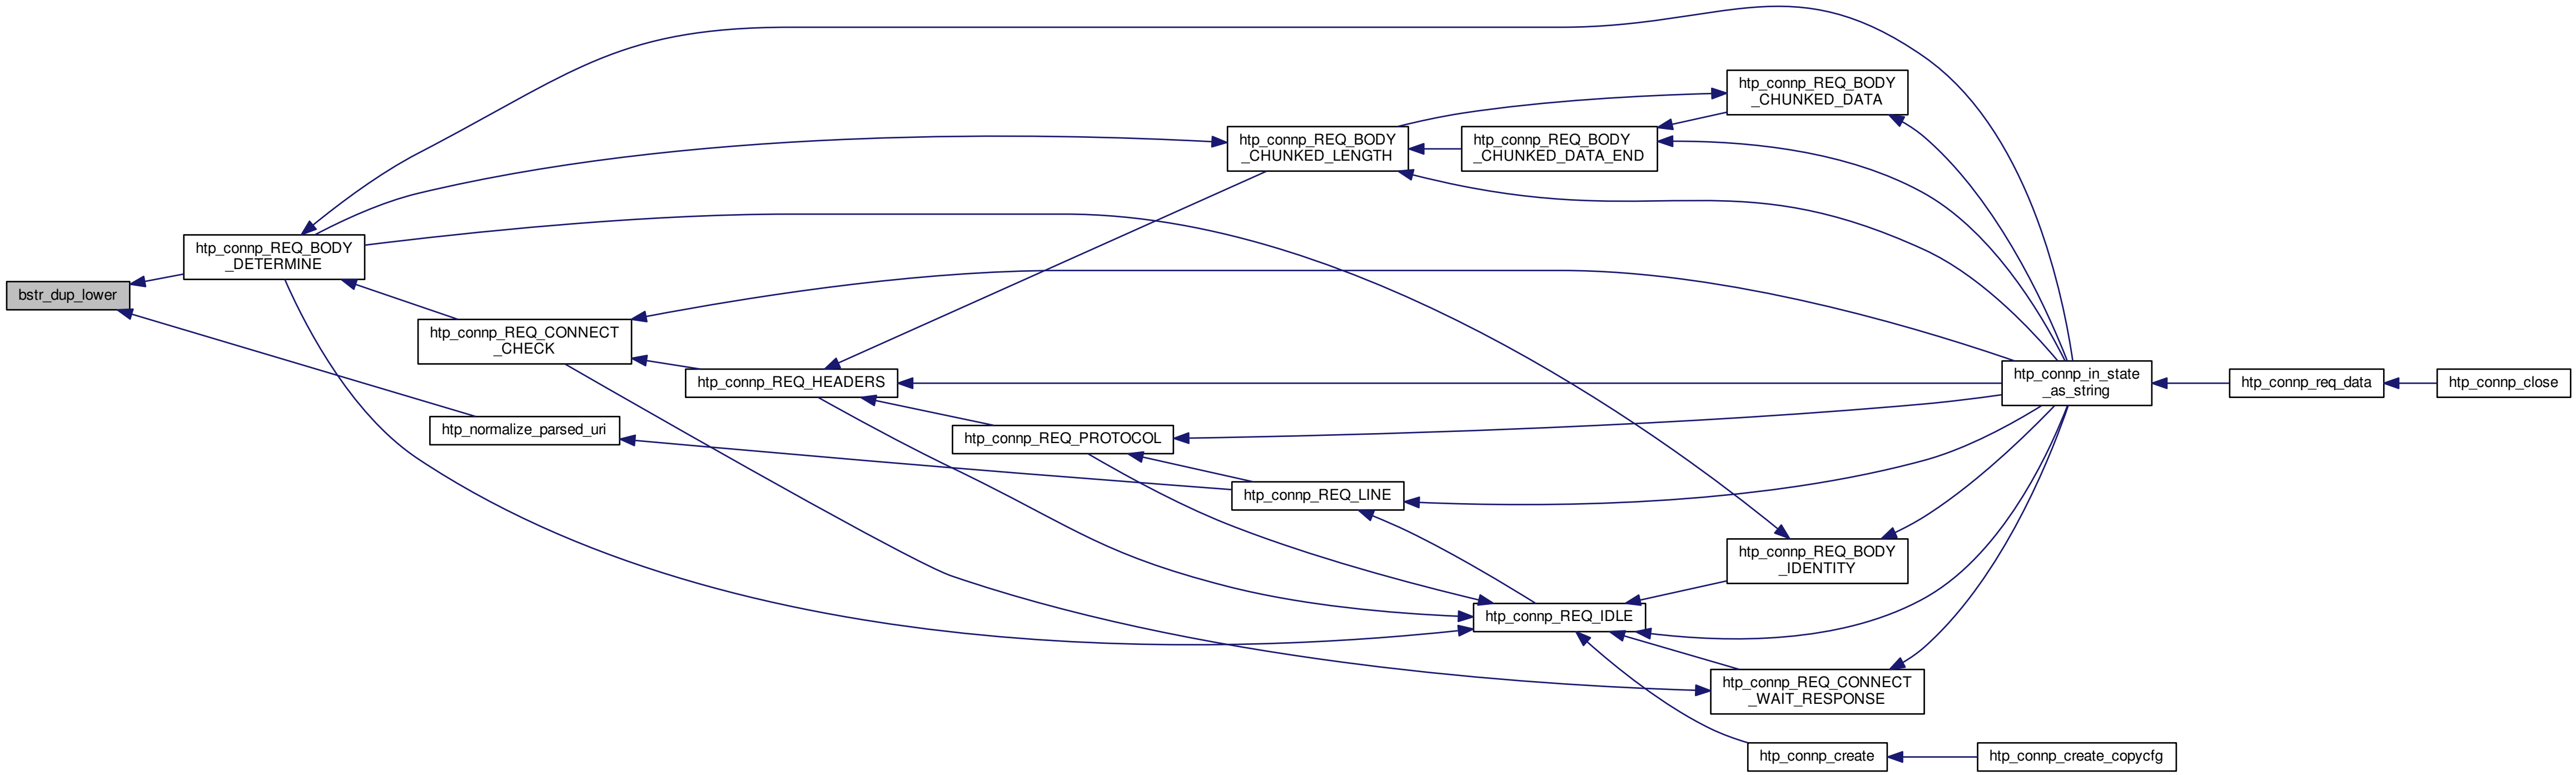 htp_connp_REQ_BODY
_CHUNKED_DATA
htp_connp_REQ_BODY
_CHUNKED_LENGTH
htp_connp_REQ_BODY
_CHUNKED_DATA_END
htp_connp_REQ_BODY
_DETERMINE
bstr_dup_lower
htp_connp_REQ_CONNECT
_CHECK
htp_connp_REQ_HEADERS
htp_connp_in_state
_as_string
htp_connp_req_data
htp_connp_close
htp_normalize_parsed_uri
htp_connp_REQ_PROTOCOL
htp_connp_REQ_LINE
htp_connp_REQ_BODY
_IDENTITY
htp_connp_REQ_IDLE
htp_connp_REQ_CONNECT
_WAIT_RESPONSE
htp_connp_create
htp_connp_create_copycfg